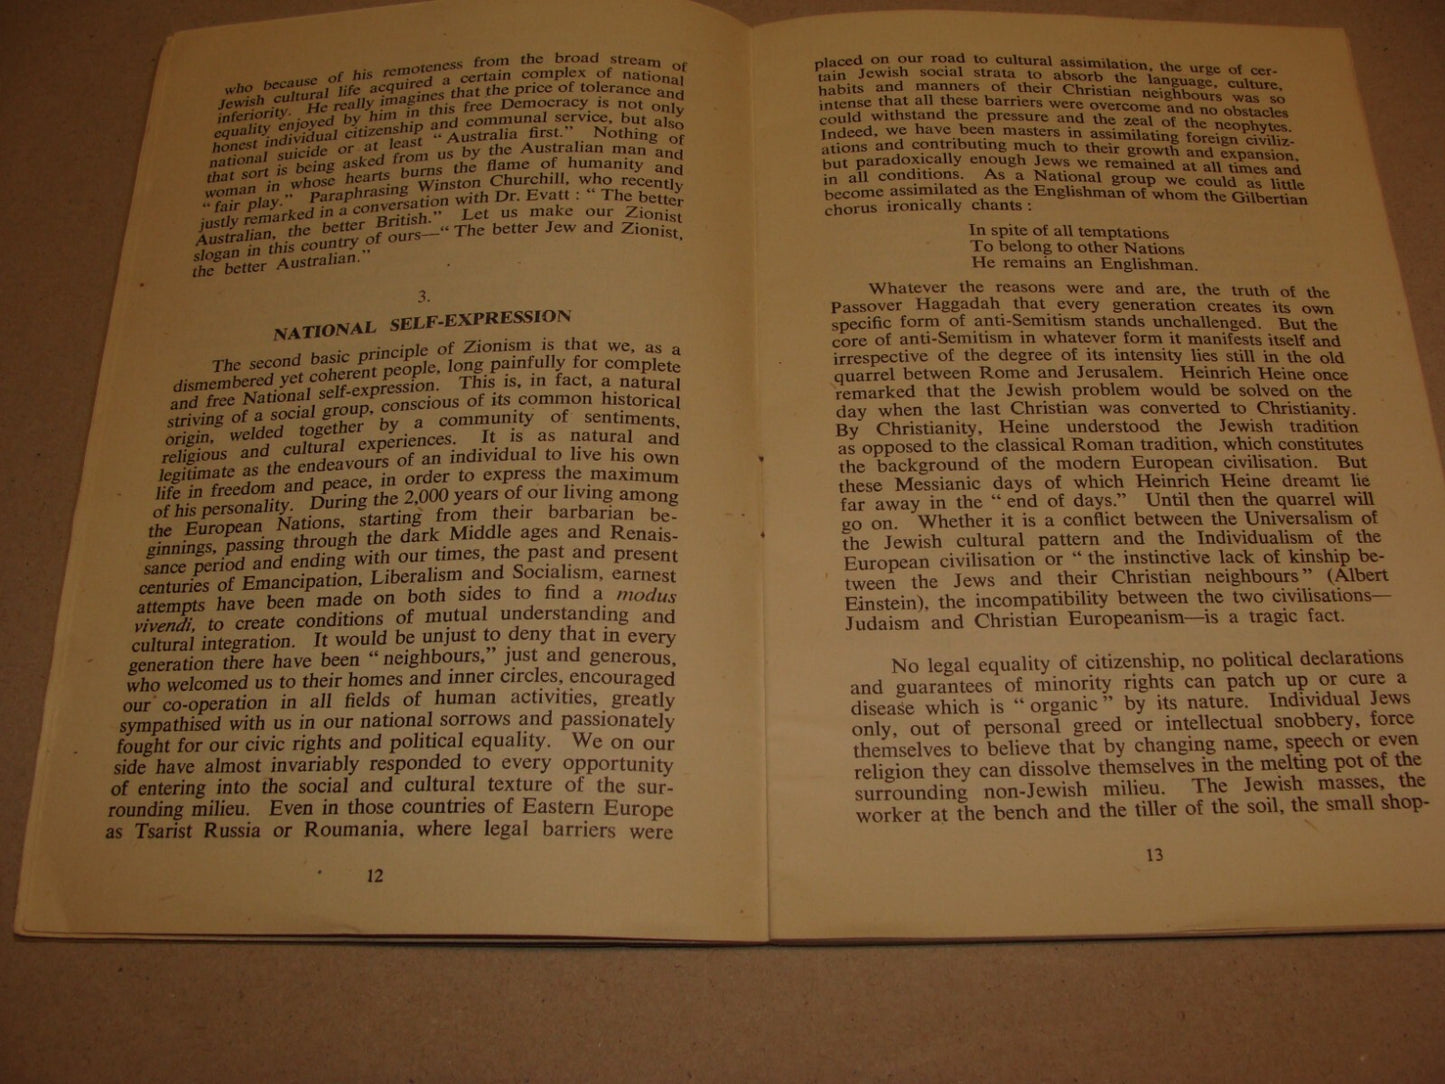 who because of his remoteness from the broad stream of
Jewish cultural life acquired a certain complex of national
inferiority. He really imagines that the price of tolerance and
equality enjoyed by him in this free Democracy is not only
honest individual citizenship and communal service, but also
national suicide or at least “ Australia first.” Nothing of
that sort is being asked from us by the Australian man and
woman in whose hearts burns the flame of humanity and
“ fair play.” Paraphrasing Winston Churchill, who recently
justly remarked in a conversation with Dr. Evatt : “ The better
Australian, the better British.” Let us make our Zionist
slogan in this country of ours—“ The better Jew and Zionist,
the better Australian.”
3.
NATIONAL SELF-EXPRESSION
The second basic principle of Zionism is that we, as a
dismembered yet coherent people, long painfully for complete
and free National self-expression. This is, in fact, a natural
striving of a social group, conscious of its common historical
origin, welded together by a community of sentiments,
religious and cultural experiences. It is as natural and
legitimate as the endeavours of an individual to live his own
life in freedom and peace, in order to express the maximum
of his personality. During the 2,000 years of our living among
the European Nations, starting from their barbarian be-
ginnings, passing through the dark Middle ages and Renais-
sance period and ending with our times, the past and present
centuries of Emancipation, Liberalism and Socialism, earnest
attempts have been made on both sides to find a modus
vivendi, to create conditions of mutual understanding and
cultural integration. It would be unjust to deny that in every
generation there have been “ neighbours,” just and generous,
who welcomed us to their homes and inner circles, encouraged
our co-operation in all fields of human activities, greatly
sympathised with us in our national sorrows and passionately
fought for our civic rights and political equality. We on our
side have almost invariably responded to every opportunity
of entering into the social and cultural texture of the sur-
rounding milieu. Even in those countries of Eastern Europe
as Tsarist Russia or Roumania, where legal barriers were
12
placed on our road to cultural assimilation, the urge of cer-
tain Jewish social strata to absorb the language, culture,
habits and manners of their Christian neighbours was so
intense that all these barriers were overcome and no obstacles
could withstand the pressure and the zeal of the neophytes.
Indeed, we have been masters in assimilating foreign civiliz-
ations and contributing much to their growth and expansion,
but paradoxically enough Jews we remained at all times and
in all conditions. As a National group we could as little
become assimilated as the Englishman of whom the Gilbertian
chorus ironically chants :
In spite of all temptations
To belong to other Nations
He remains an Englishman.
Whatever the reasons were and are, the truth of the
Passover Haggadah that every generation creates its own
specific form of anti-Semitism stands unchallenged. But the
core of anti-Semitism in whatever form it manifests itself and
irrespective of the degree of its intensity lies still in the old
quarrel between Rome and Jerusalem. Heinrich Heine once
remarked that the Jewish problem would be solved on the
day when the last Christian was converted to Christianity.
By Christianity, Heine understood the Jewish tradition
as opposed to the classical Roman tradition, which constitutes
the background of the modern European civilisation. But
these Messianic days of which Heinrich Heine dreamt lie
far away in the “ end of days.” Until then the quarrel will
go on. Whether it is a conflict between the Universalism of
the Jewish cultural pattern and the Individualism of the
European civilisation or “ the instinctive lack of kinship be-
tween the Jews and their Christian neighbours ” (Albert
Einstein), the incompatibility between the two civilisations—
Judaism and Christian Europeanism—is a tragic fact.
No legal equality of citizenship, no political declarations
and guarantees of minority rights can patch up or cure a
disease which is “ organic ” by its nature. Individual Jews
only, out of personal greed or intellectual snobbery, force
themselves to believe that by changing name, speech or even
religion they can dissolve themselves in the melting pot of the
surrounding non-Jewish milieu. The Jewish masses, the
worker at the bench and the tiller of the soil, the small shop-
13